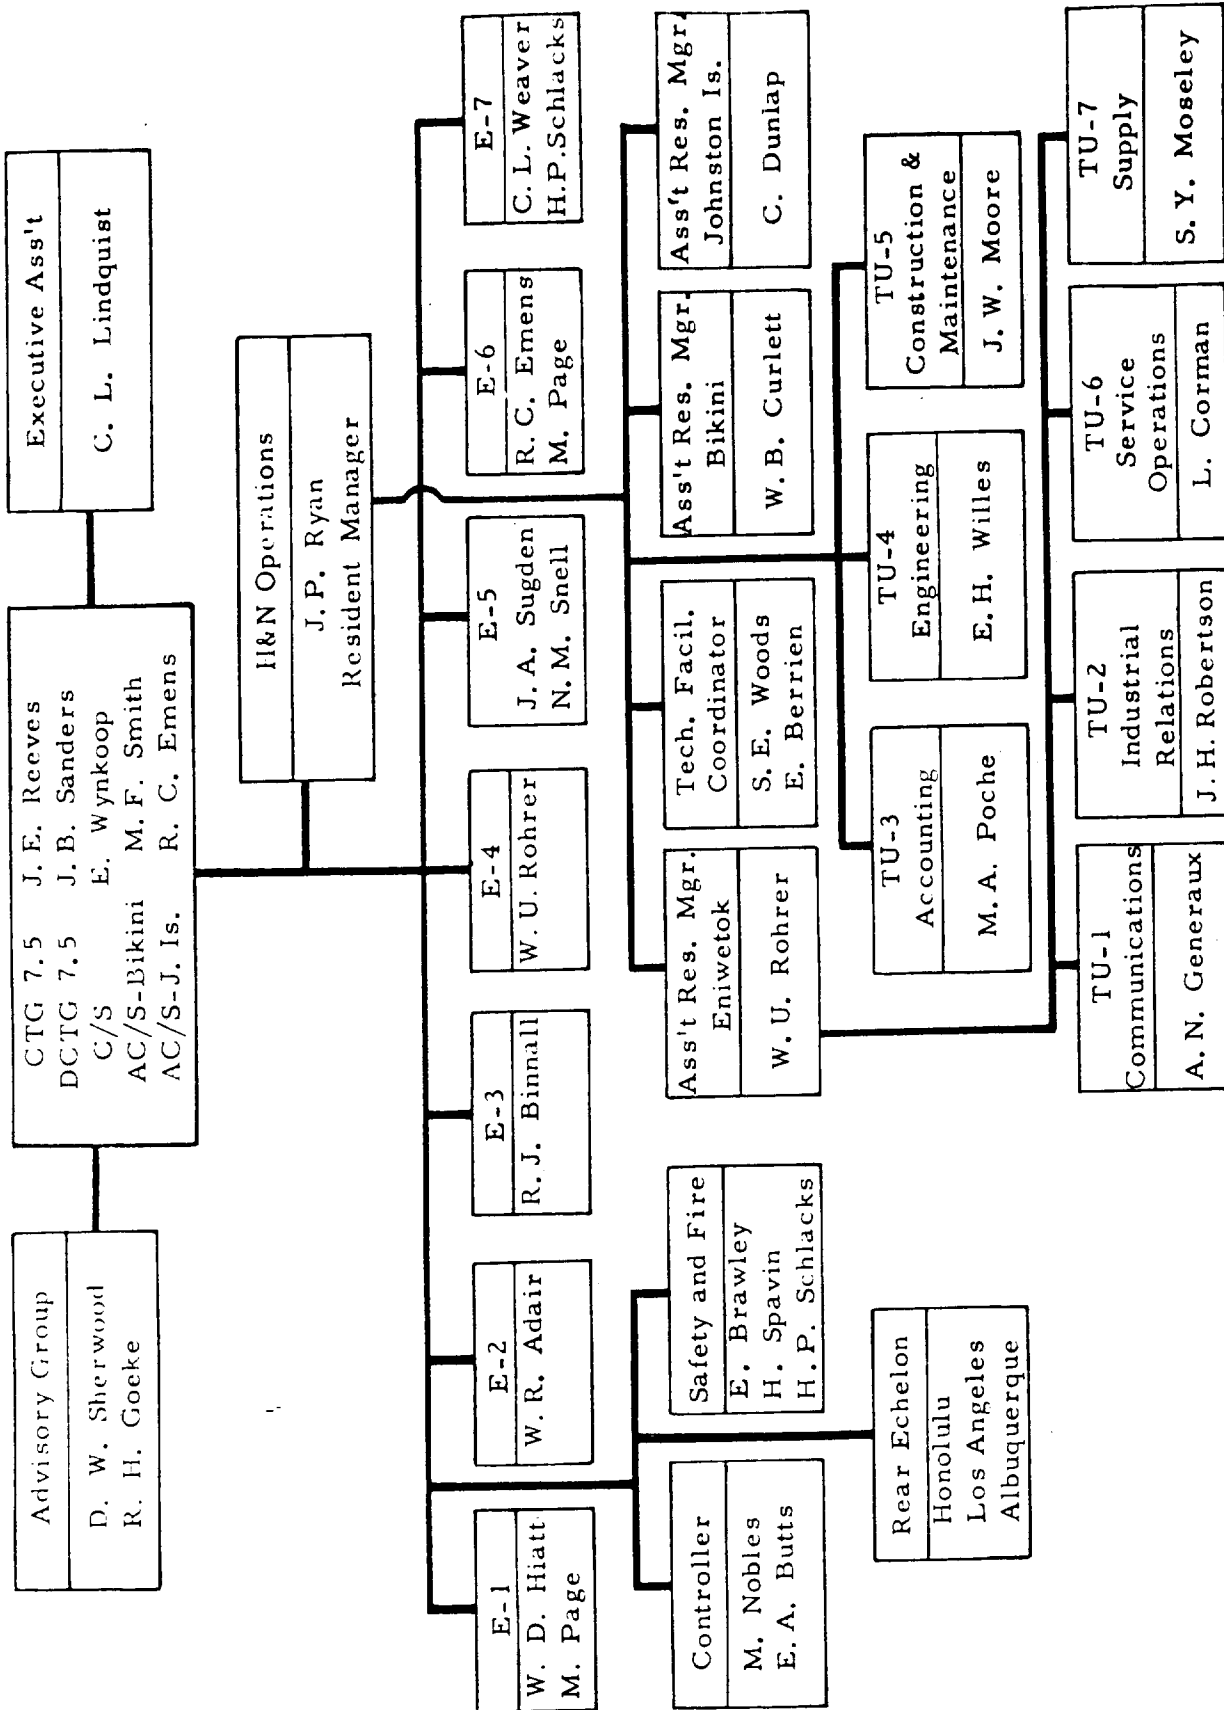 Advisory Group
D. W. Sherwood
R. H. Goeke
CTG 7.5 J. E. Reeves
DCTG 7.5 J. B. Sanders
C/S E. Wynkoop
AC/S-Bikini M. F. Smith
AC/S-J. Is. R. C. Emens
Executive Ass't
C. L. Lindquist
H&N Operations
J. P. Ryan
Resident Manager
E-1
W. D. Hiatt
M. Page
E-2
W. R. Adair
E-3
R. J. Binnall
E-4
W. U. Rohrer
E-5
J. A. Sugden
N. M. Snell
E-6
R. C. Emens
M. Page
E-7
C. L. Weaver
H. P. Schlacks
Controller
M. Nobles
E. A. Butts
Safety and Fire
E. Brawley
H. Spavin
H. P. Schlacks
Ass't Res. Mgr.
Eniwetok
W. U. Rohrer
Tech. Facil.
Coordinator
S. E. Woods
E. Berrien
Ass't Res. Mgr.
Bikini
W. B. Curlett
Ass't Res. Mgr.
Johnston Is.
C. Dunlap
Rear Echelon
Honolulu
Los Angeles
Albuquerque
TU-3
Accounting
M. A. Poche
TU-4
Engineering
E. H. Willes
TU-5
Construction &
Maintenance
J. W. Moore
TU-1
Communications
A. N. Generaux
TU-2
Industrial
Relations
J. H. Robertson
TU-6
Service
Operations
L. Corman
TU-7
Supply
S. Y. Moseley